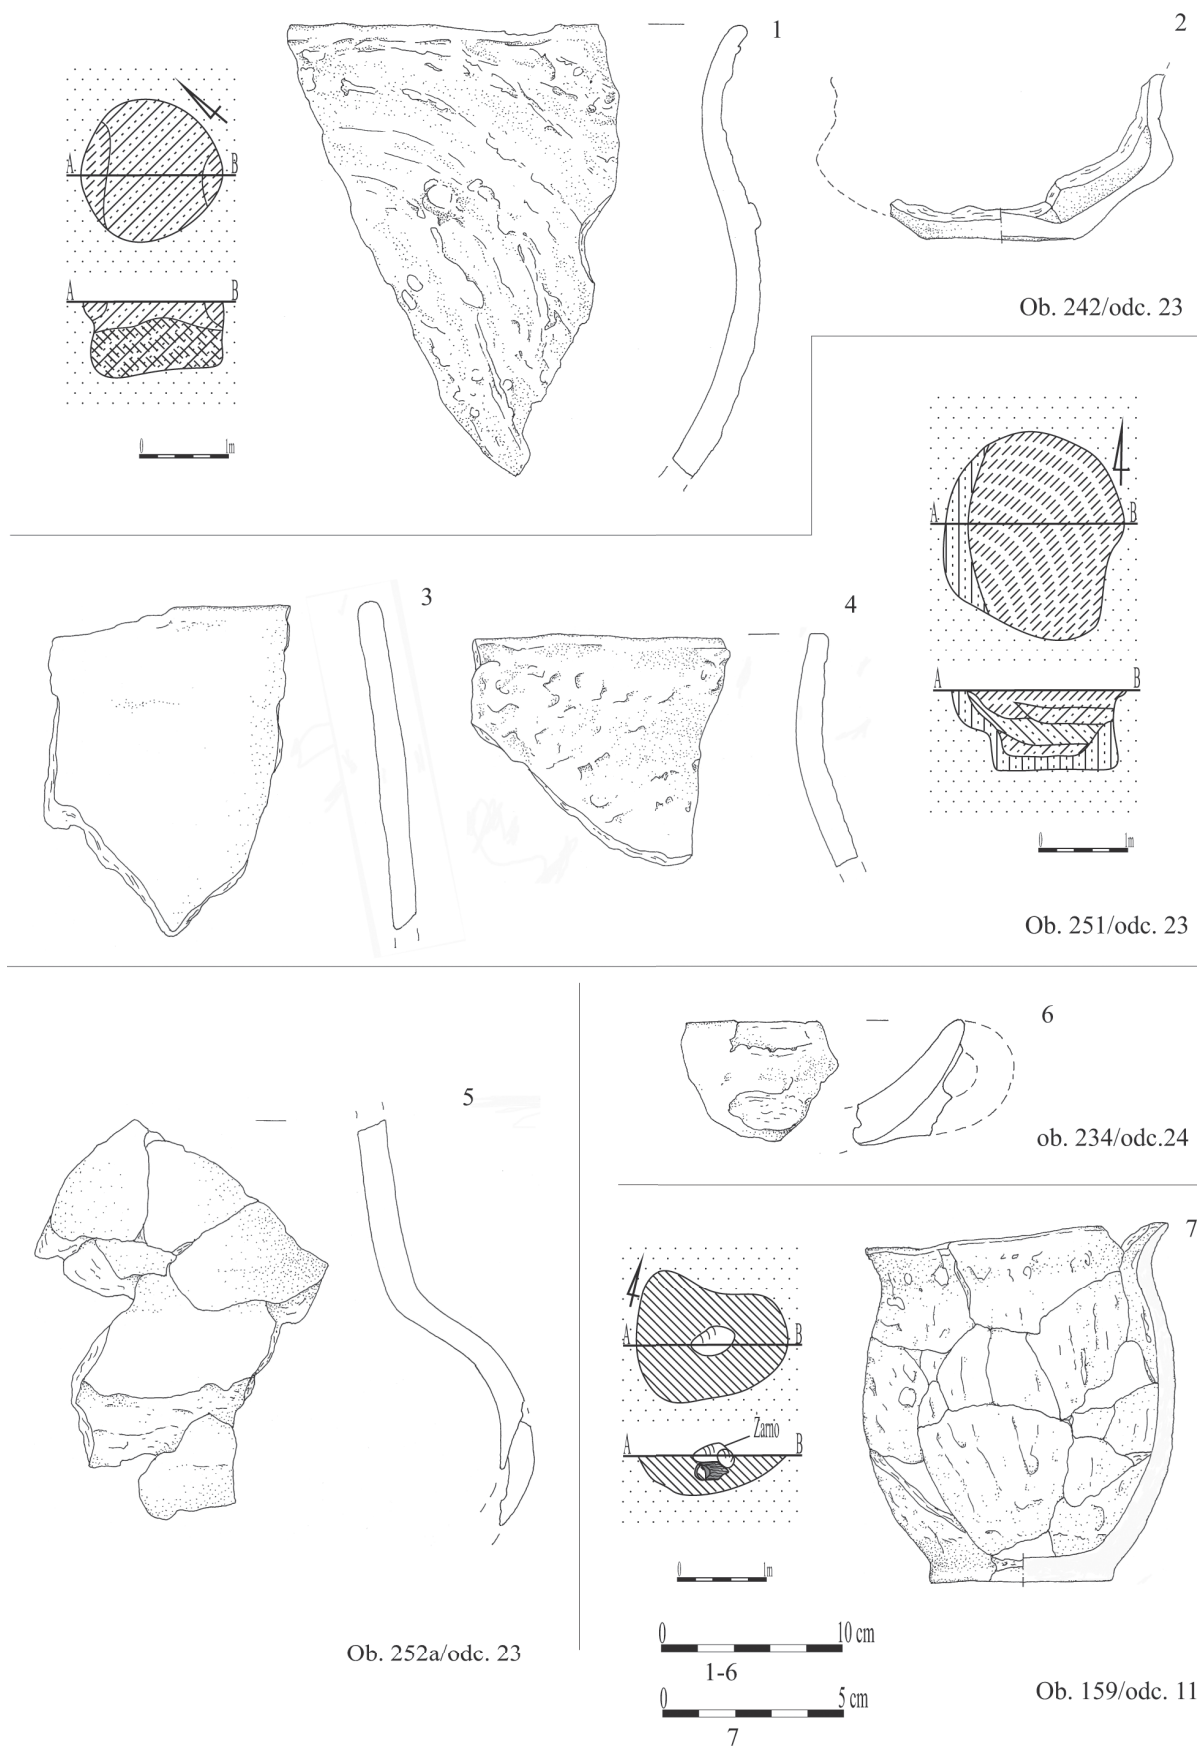 1
2
A
B
A
B
0
1m
Ob. 242/odc. 23
3
4
A
B
A
B
0
1m
Ob. 251/odc. 23
5
6
ob. 234/odc.24
7
A
B
Żarno
A
B
0
1m
Ob. 252a/odc. 23
0 10 cm
1-6
0 5 cm
7
Ob. 159/odc. 11